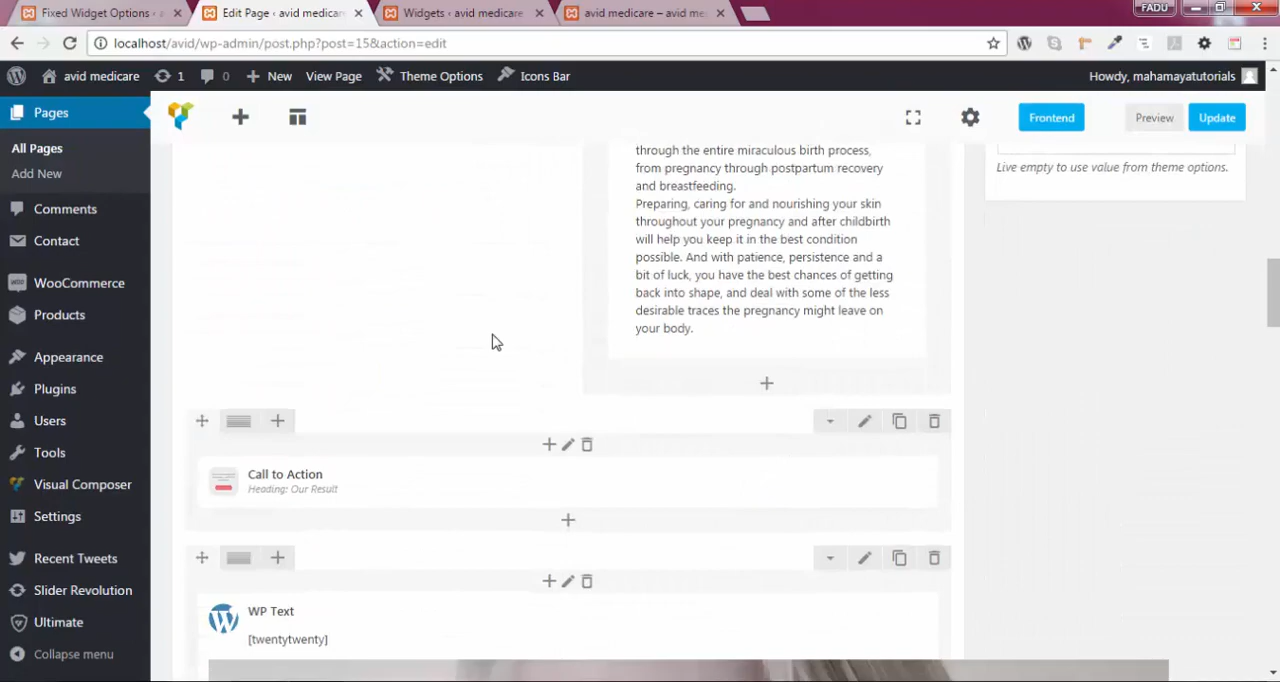 Fixed Widget Options ‹ a
Edit Page ‹ avid medicar
Widgets ‹ avid medicare
avid medicare – avid me
FADU
localhost/avid/wp-admin/post.php?post=15&action=edit
avid medicare
1
0
New
View Page
Theme Options
Icons Bar
Howdy, mahamayatutorials
Pages
All Pages
Add New
Comments
Contact
WooCommerce
Products
Appearance
Plugins
Users
Tools
Visual Composer
Settings
Recent Tweets
Slider Revolution
Ultimate
Collapse menu
Frontend
Preview
Update
through the entire miraculous birth process,
from pregnancy through postpartum recovery
and breastfeeding.
Preparing, caring for and nourishing your skin
throughout your pregnancy and after childbirth
will help you keep it in the best condition
possible. And with patience, persistence and a
bit of luck, you have the best chances of getting
back into shape, and deal with some of the less
desirable traces the pregnancy might leave on
your body.
Live empty to use value from theme options.
Call to Action
Heading: Our Result
WP Text
[twentytwenty]